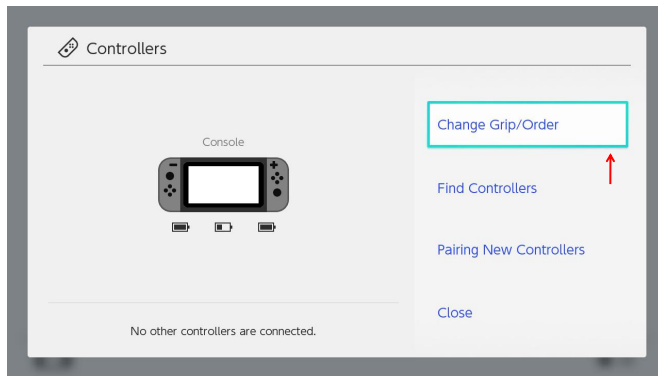 Controllers
Console
Change Grip/Order
Find Controllers
Pairing New Controllers
Close
No other controllers are connected.